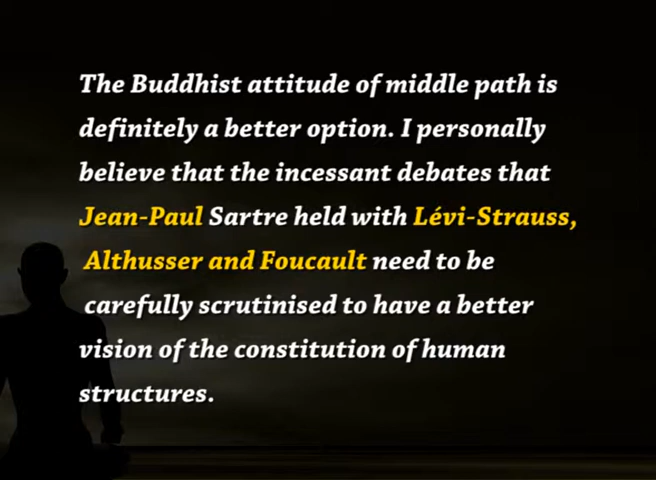 The Buddhist attitude of middle path is
definitely a better option. I personally
believe that the incessant debates that
Jean-Paul Sartre held with Lévi-Strauss,
Althusser and Foucault need to be
carefully scrutinised to have a better
vision of the constitution of human
structures.